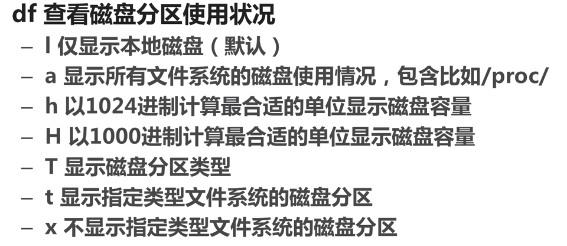 df 查看磁盘分区使用状况
– l 仅显示本地磁盘（默认）
– a 显示所有文件系统的磁盘使用情况，包含比如/proc/
– h 以1024进制计算最合适的单位显示磁盘容量
– H 以1000进制计算最合适的单位显示磁盘容量
– T 显示磁盘分区类型
– t 显示指定类型文件系统的磁盘分区
– x 不显示指定类型文件系统的磁盘分区